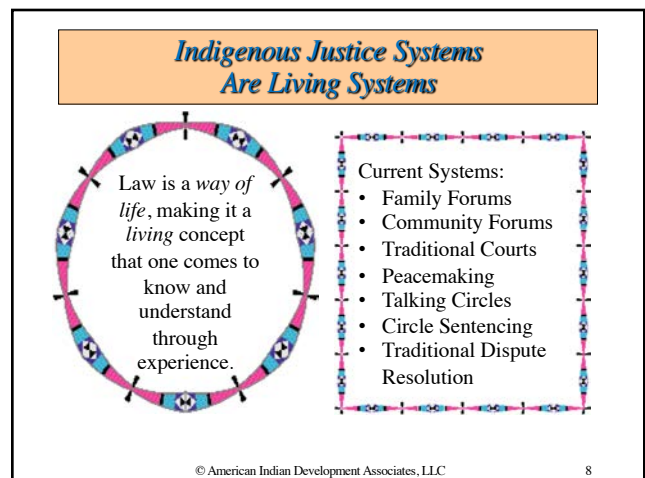 Indigenous Justice Systems
Are Living Systems
Law is a way of
life, making it a
living concept
that one comes to
know and
understand
through
experience.
Current Systems:
• Family Forums
• Community Forums
• Traditional Courts
• Peacemaking
• Talking Circles
• Circle Sentencing
• Traditional Dispute
Resolution
© American Indian Development Associates, LLC
8